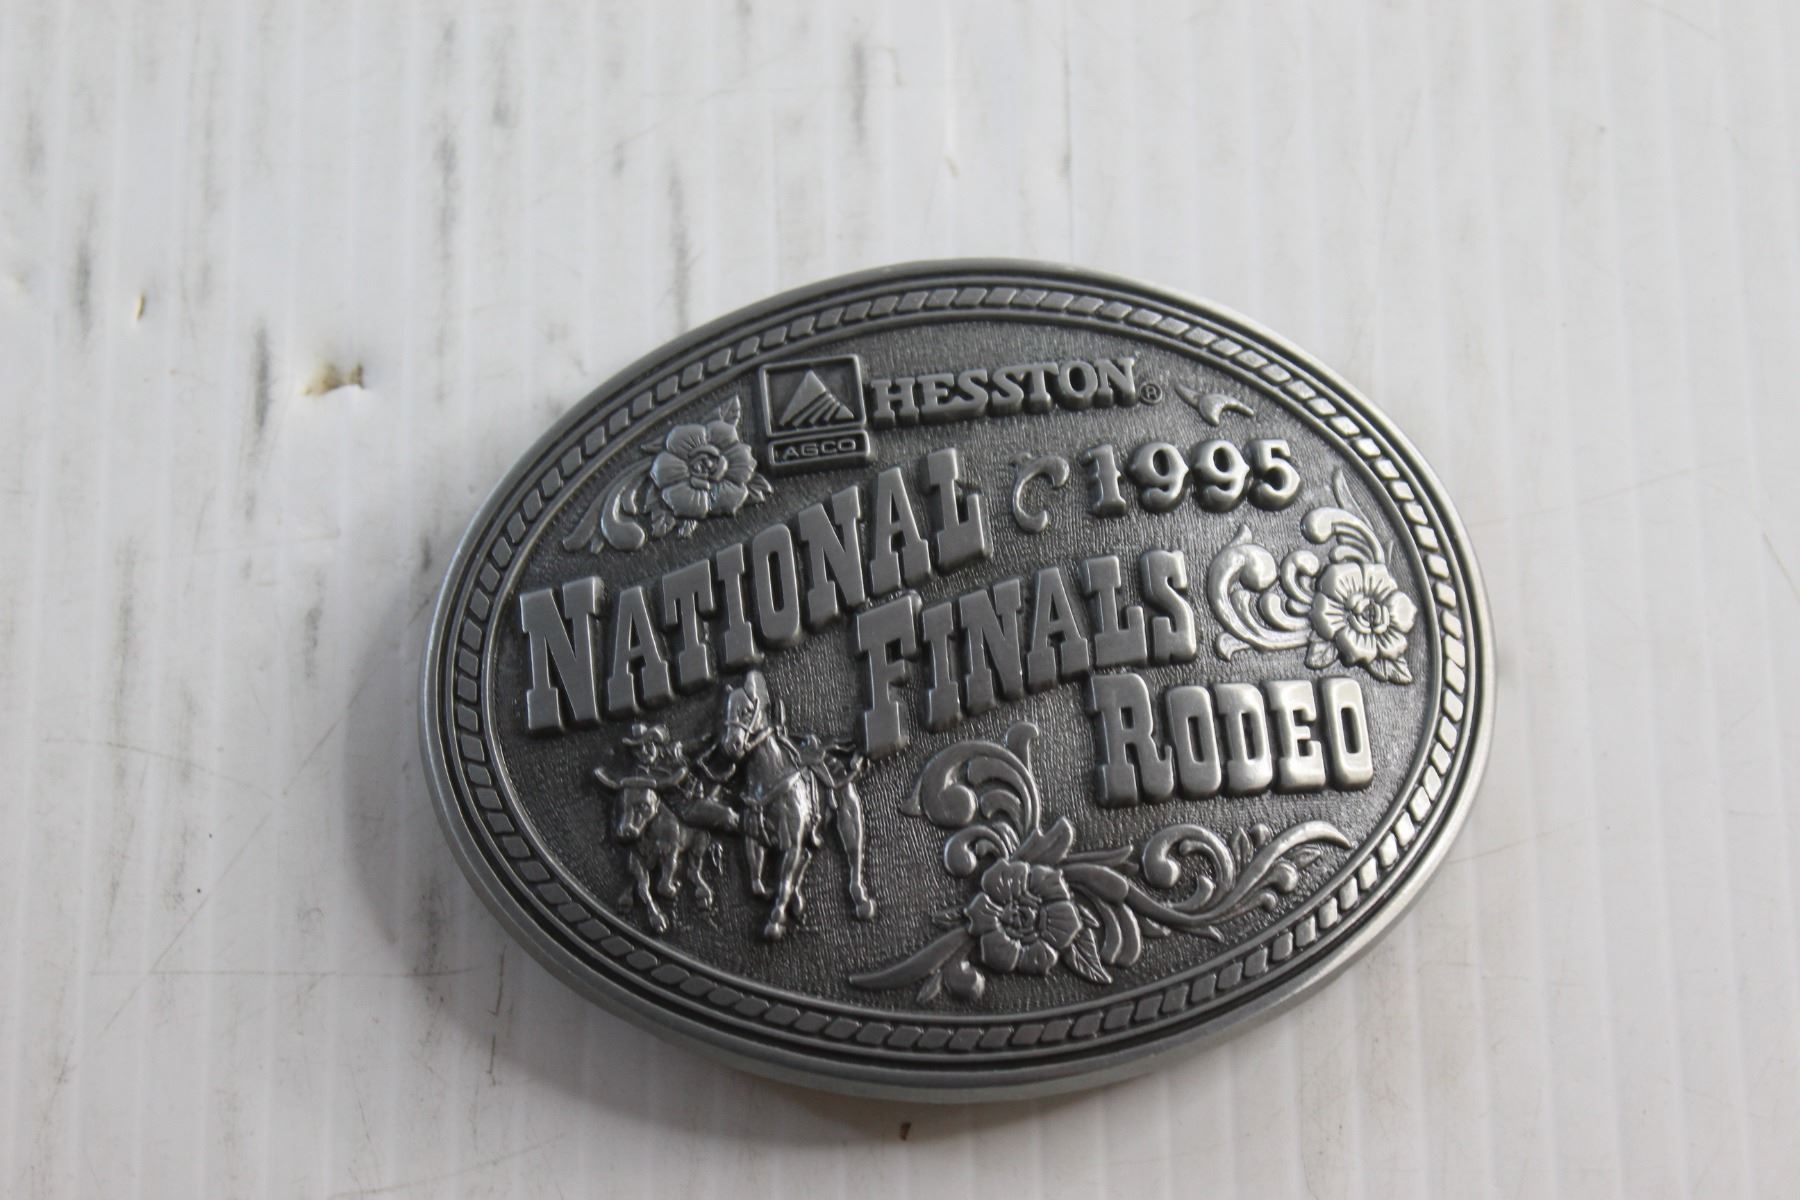 HESSTON®
AGCO
1995
NATIONAL
FINALS
RODEO